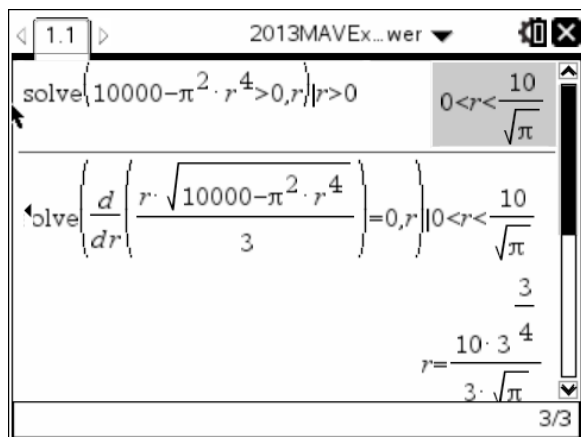 1.1 2013MAVEx…wer
solve(10000−π²·r⁴>0,r)|r>0
0<r<10/√π
olve(d/dr(r·√(10000−π²·r⁴)/3)=0,r)|0<r<10/√π
r=10·3^(3/4)/(3·√π)
3/3